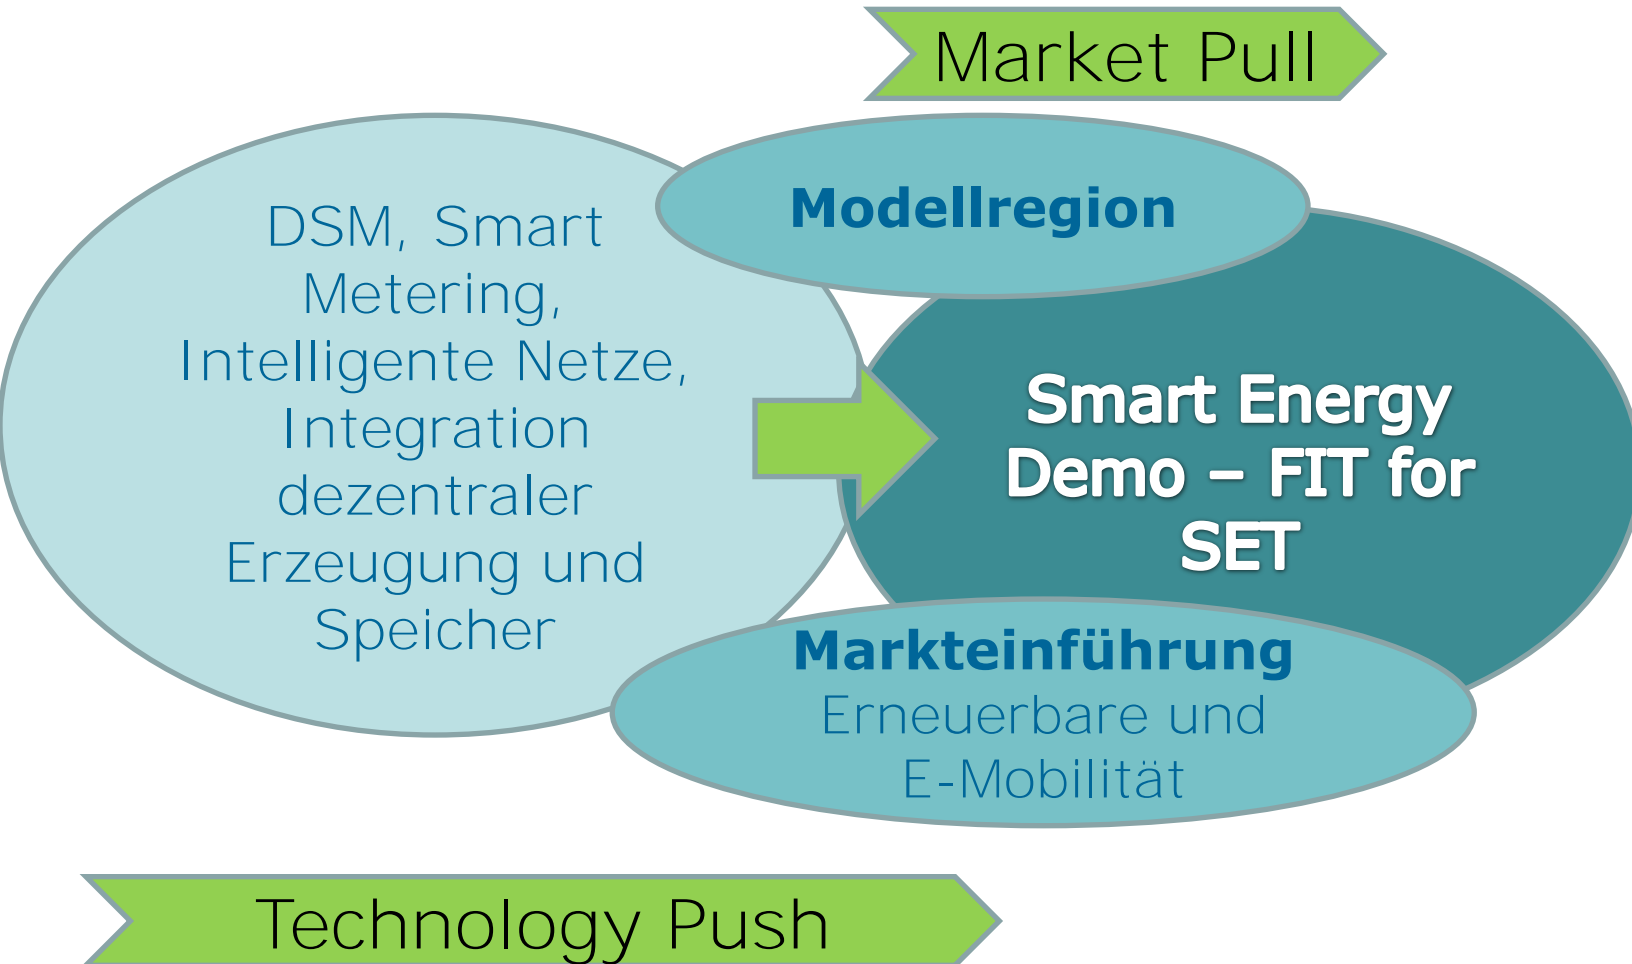 Market Pull
Modellregion
DSM, Smart
Metering,
Intelligente Netze,
Integration
dezentraler
Erzeugung und
Speicher
Smart Energy
Demo – FIT for
SET
Markteinführung
Erneuerbare und
E-Mobilität
Technology Push